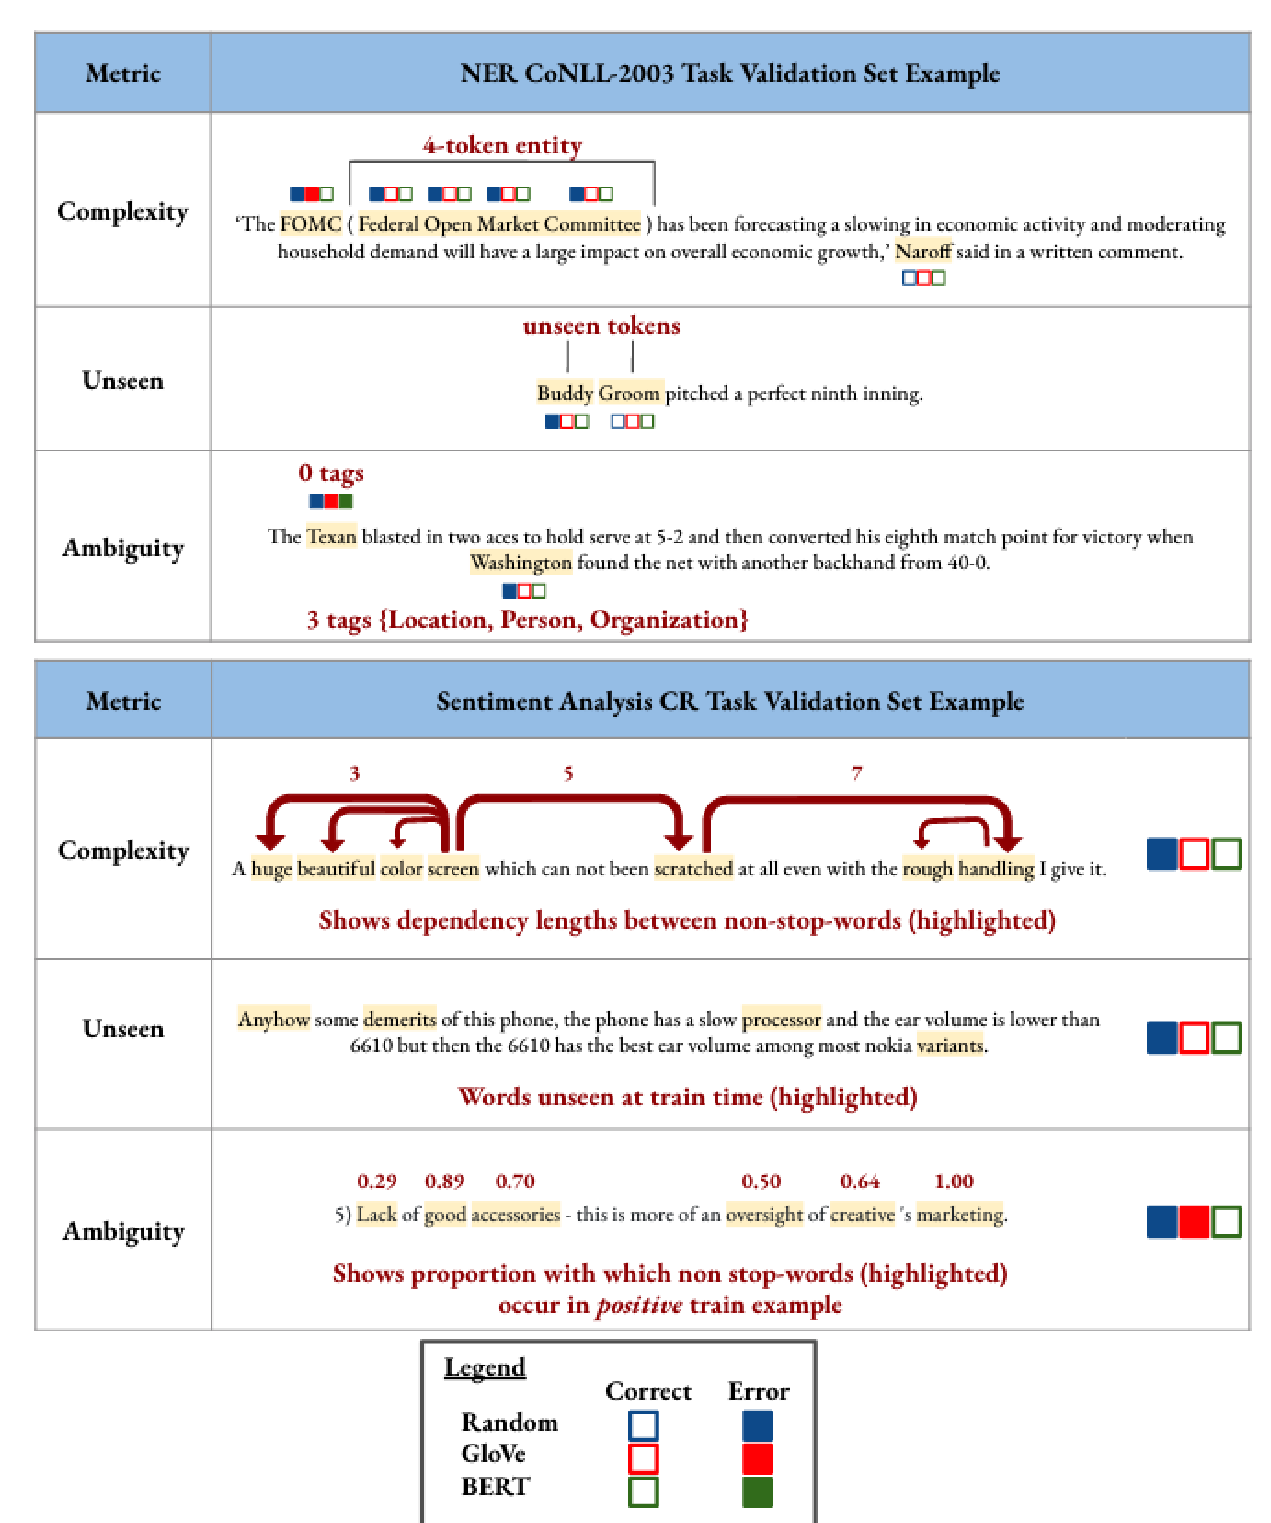 Metric
NER CoNLL-2003 Task Validation Set Example
Complexity
4-token entity
‘The FOMC ( Federal Open Market Committee ) has been forecasting a slowing in economic activity and moderating
household demand will have a large impact on overall economic growth,’ Naroff said in a written comment.
Unseen
unseen tokens
Buddy Groom pitched a perfect ninth inning.
Ambiguity
0 tags
The Texan blasted in two aces to hold serve at 5-2 and then converted his eighth match point for victory when
Washington found the net with another backhand from 40-0.
3 tags {Location, Person, Organization}
Metric
Sentiment Analysis CR Task Validation Set Example
Complexity
3 5 7
A huge beautiful color screen which can not been scratched at all even with the rough handling I give it.
Shows dependency lengths between non-stop-words (highlighted)
Unseen
Anyhow some demerits of this phone, the phone has a slow processor and the ear volume is lower than
6610 but then the 6610 has the best ear volume among most nokia variants.
Words unseen at train time (highlighted)
Ambiguity
0.29 0.89 0.70 0.50 0.64 1.00
5) Lack of good accessories - this is more of an oversight of creative 's marketing.
Shows proportion with which non stop-words (highlighted)
occur in positive train example
Legend
Correct Error
Random
GloVe
BERT